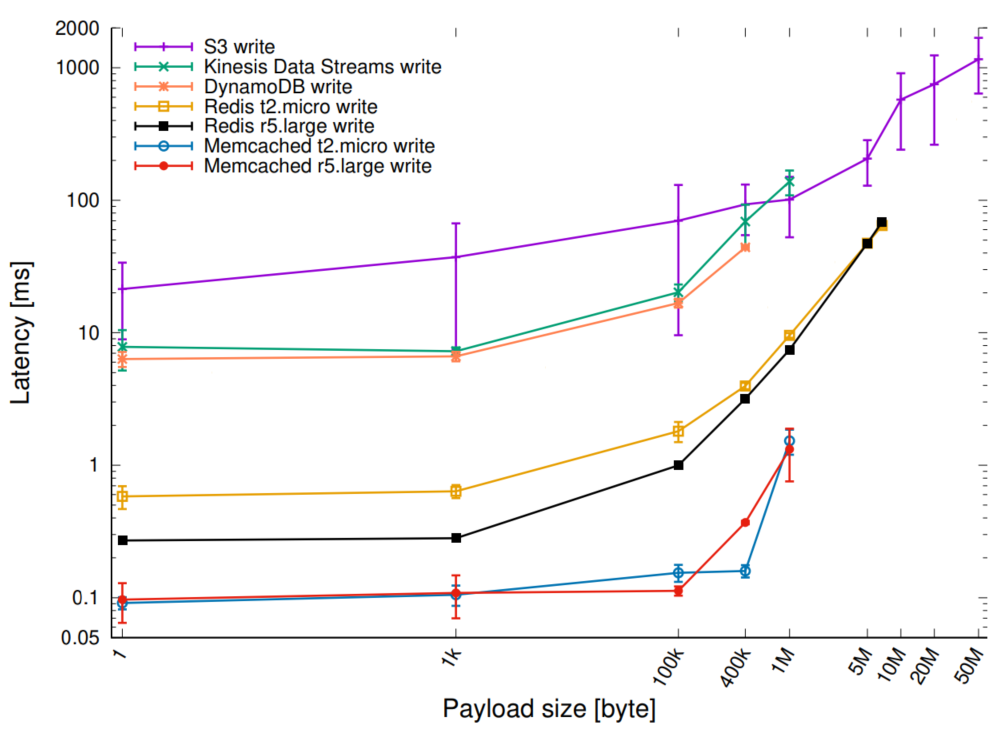 2000
1000
100
10
1
0.1
0.05
Latency [ms]
S3 write
Kinesis Data Streams write
DynamoDB write
Redis t2.micro write
Redis r5.large write
Memcached t2.micro write
Memcached r5.large write
1
1k
100k
400k
1M
5M
10M
20M
50M
Payload size [byte]